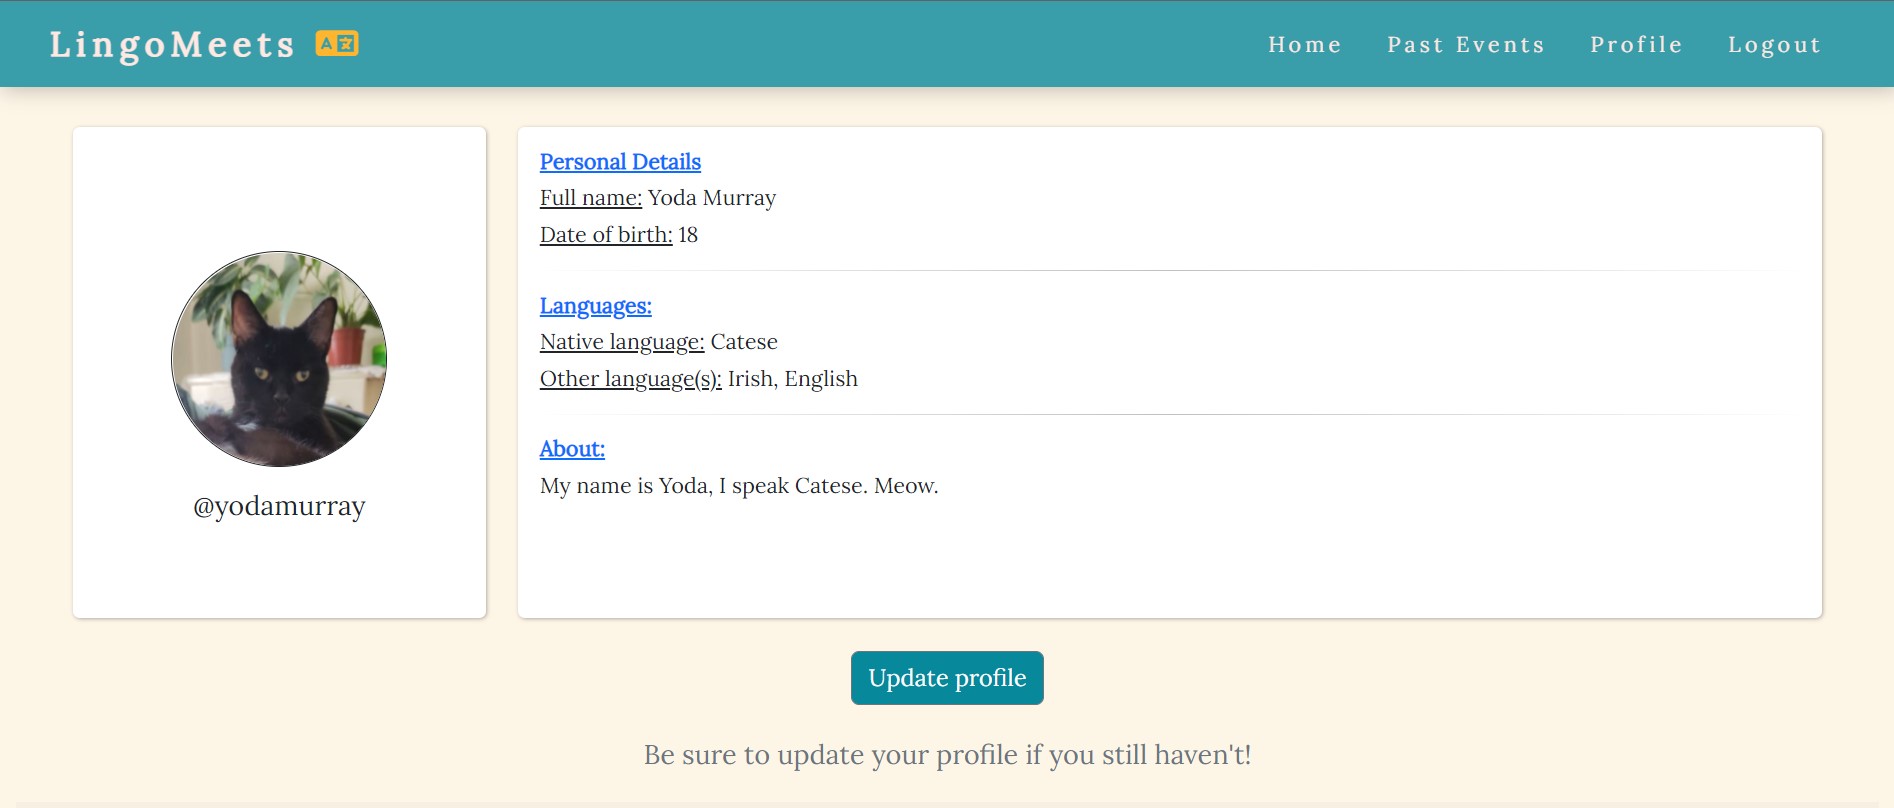 LingoMeets
Home Past Events Profile Logout
@yodamurray
Personal Details
Full name: Yoda Murray
Date of birth: 18
Languages:
Native language: Catese
Other language(s): Irish, English
About:
My name is Yoda, I speak Catese. Meow.
Update profile
Be sure to update your profile if you still haven't!